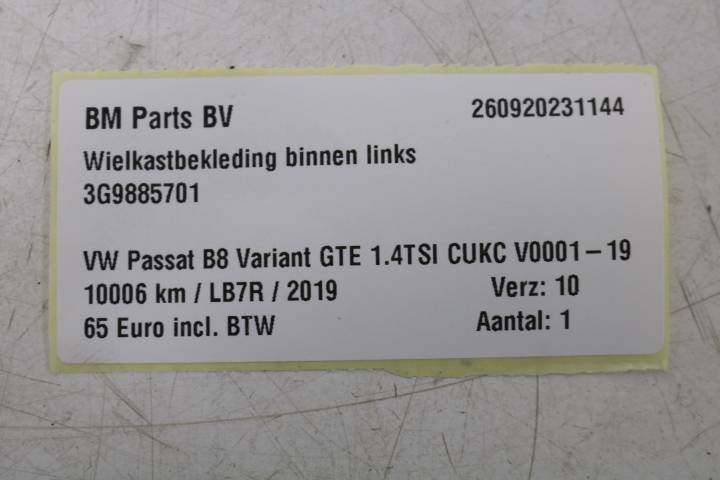 BM Parts BV 260920231144
Wielkastbekleding binnen links
3G9885701
VW Passat B8 Variant GTE 1.4TSI CUKC V0001-19
10006 km / LB7R / 2019 Verz: 10
65 Euro incl. BTW Aantal: 1